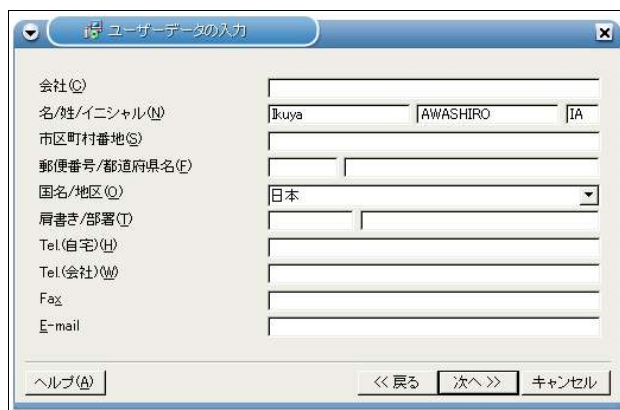 ユーザーデータの入力
会社(C)
名/姓/イニシャル(N) Ikuya AWASHIRO IA
市区町村番地(S)
郵便番号/都道府県名(F)
国名/地区(O) 日本
肩書き/部署(T)
Tel.(自宅)(H)
Tel.(会社)(W)
Fax
E-mail
ヘルプ(A) << 戻る 次へ >> キャンセル